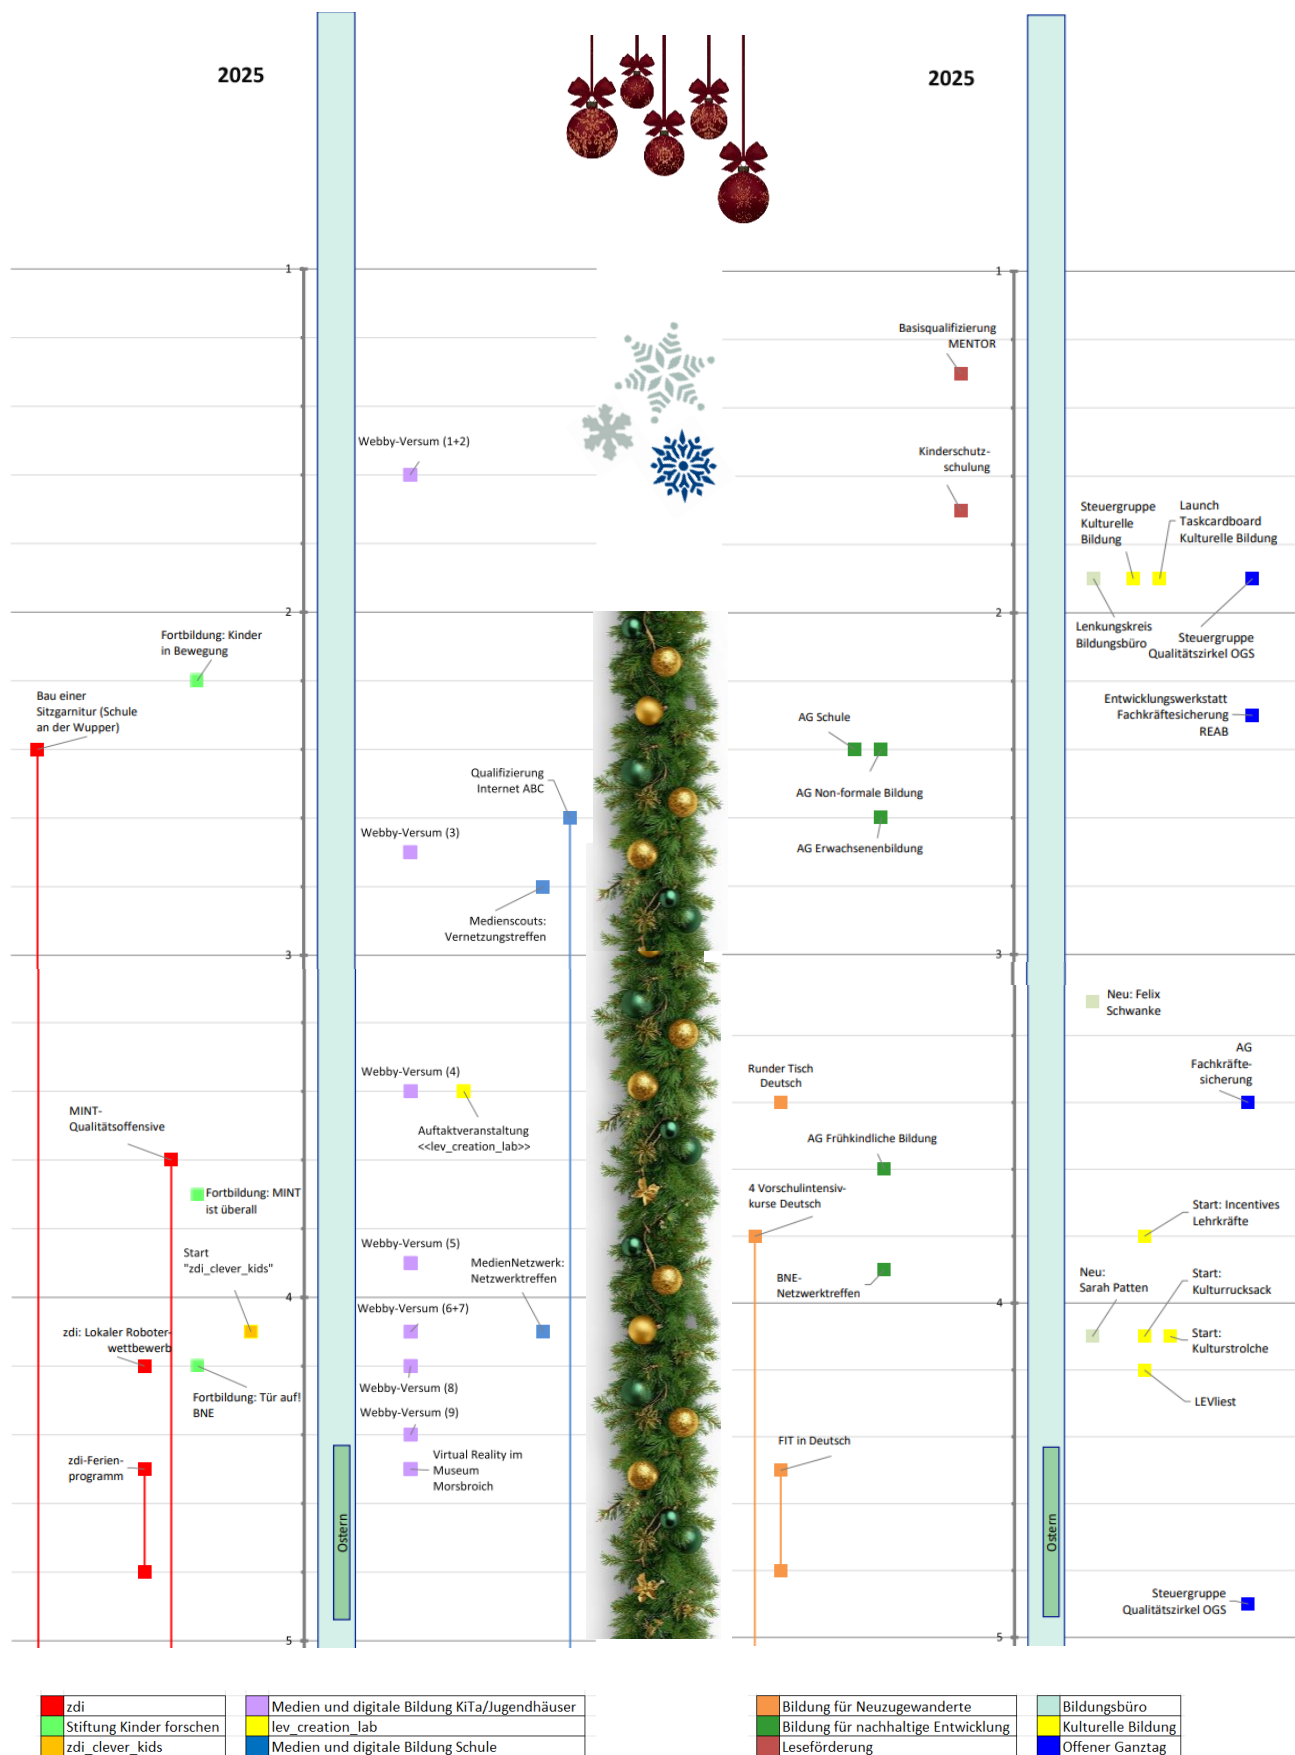 2025
2025
1
1
Basisqualifizierung
MENTOR
Webby-Versum (1+2)
Kinderschutz-
schulung
Steuergruppe
Kulturelle
Bildung
Launch
Taskcardboard
Kulturelle Bildung
2
2
Lenkungskreis
Bildungsbüro
Steuergruppe
Qualitätszirkel OGS
Fortbildung: Kinder
in Bewegung
Bau einer
Sitzgarnitur (Schule
an der Wupper)
Entwicklungswerkstatt
Fachkräftesicherung
REAB
AG Schule
Qualifizierung
Internet ABC
AG Non-formale Bildung
Webby-Versum (3)
AG Erwachsenenbildung
Medienscouts:
Vernetzungstreffen
3
3
Neu: Felix
Schwanke
AG
Fachkräfte-
sicherung
Webby-Versum (4)
Runder Tisch
Deutsch
MINT-
Qualitätsoffensive
Auftaktveranstaltung
<<lev_creation_lab>>
AG Frühkindliche Bildung
Fortbildung: MINT
ist überall
4 Vorschulintensiv-
kurse Deutsch
Start: Incentives
Lehrkräfte
Start
"zdi_clever_kids"
Webby-Versum (5)
MedienNetzwerk:
Netzwerktreffen
BNE-
Netzwerktreffen
Neu:
Sarah Patten
Start:
Kulturrucksack
4
4
Webby-Versum (6+7)
zdi: Lokaler Roboter-
wettbewerb
Start:
Kulturstrolche
Fortbildung: Tür auf!
BNE
Webby-Versum (8)
LEVliest
Webby-Versum (9)
FIT in Deutsch
zdi-Ferien-
programm
Virtual Reality im
Museum
Morsbroich
Ostern
Ostern
Steuergruppe
Qualitätszirkel OGS
5
5
zdi
Stiftung Kinder forschen
zdi_clever_kids
Medien und digitale Bildung KiTa/Jugendhäuser
lev_creation_lab
Medien und digitale Bildung Schule
Bildung für Neuzugewanderte
Bildung für nachhaltige Entwicklung
Leseförderung
Bildungsbüro
Kulturelle Bildung
Offener Ganztag